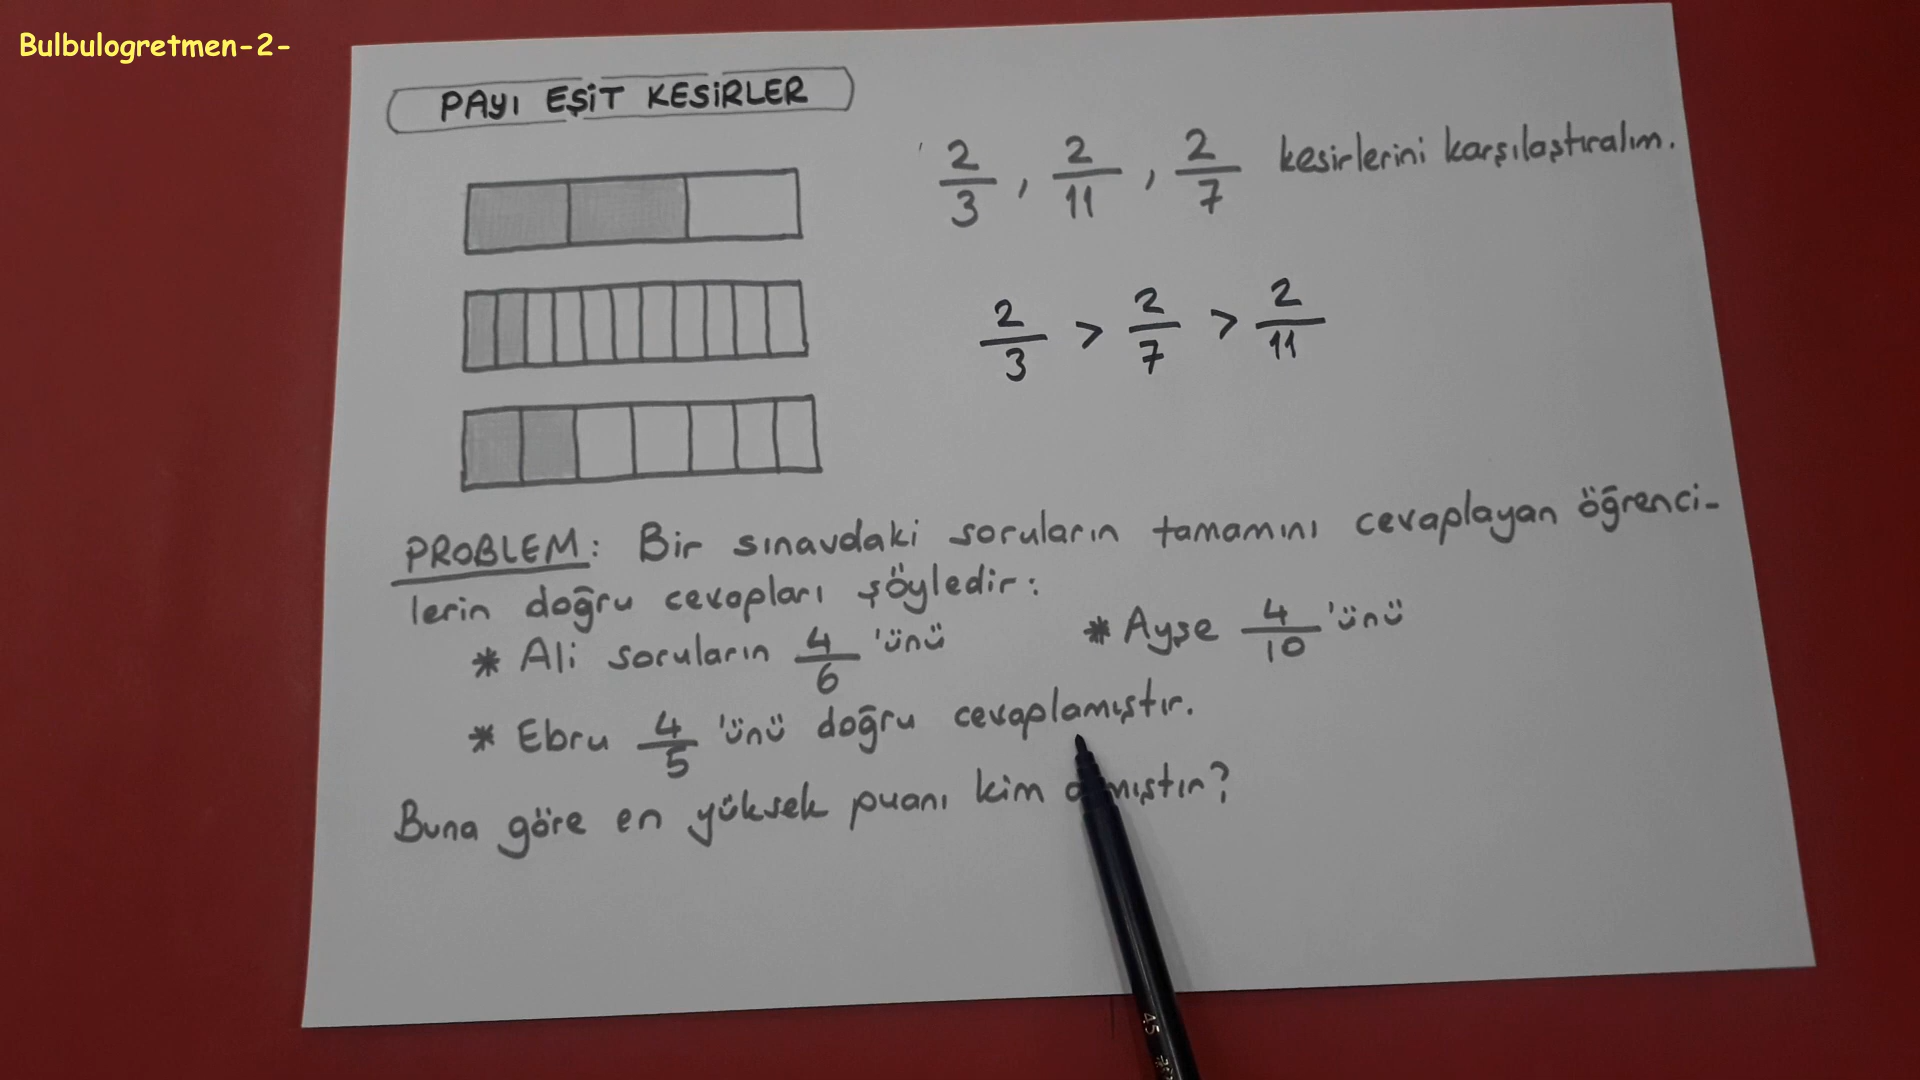 Bulbulogretmen-2-
PAYI EŞİT KESİRLER
2/3 , 2/11 , 2/7 kesirlerini karşılaştıralım.
2/3 > 2/7 > 2/11
PROBLEM: Bir sınavdaki soruların tamamını cevaplayan öğrenci-
lerin doğru cevapları şöyledir:
* Ali soruların 4/6 'ünü * Ayşe 4/10 'ünü
* Ebru 4/5 'ünü doğru cevaplamıştır.
Buna göre en yüksek puanı kim
45